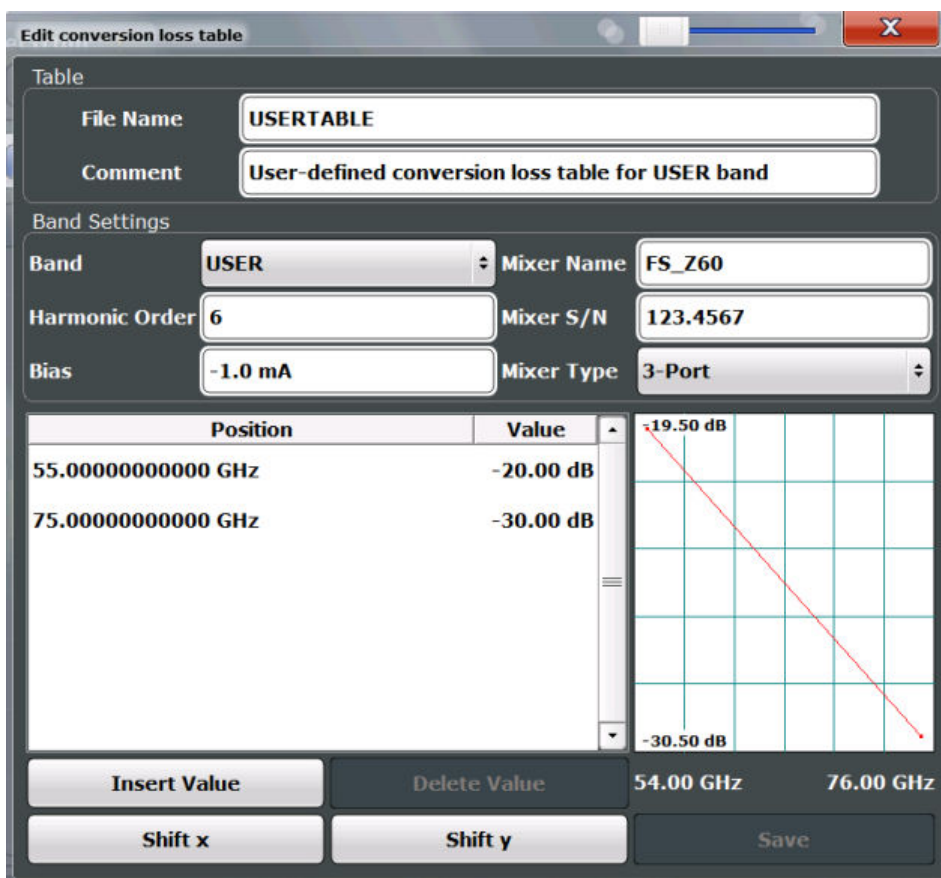 Edit conversion loss table
X
Table
File Name USERTABLE
Comment User-defined conversion loss table for USER band
Band Settings
Band USER Mixer Name FS_Z60
Harmonic Order 6 Mixer S/N 123.4567
Bias -1.0 mA Mixer Type 3-Port
Position Value
55.00000000000 GHz -20.00 dB
75.00000000000 GHz -30.00 dB
-19.50 dB
-30.50 dB
54.00 GHz 76.00 GHz
Insert Value Delete Value
Shift x Shift y Save